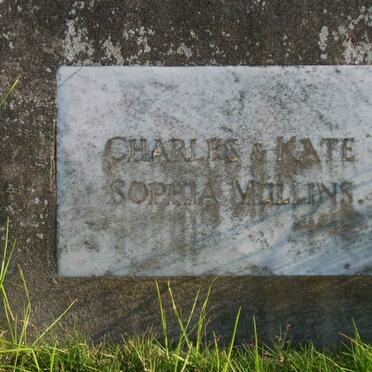 CHARLES & KATE
SOPHIA MULLINS.